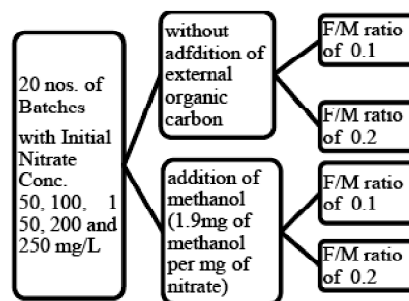 20 nos. of
Batches
with Initial
Nitrate
Conc.
50, 100, 1
50, 200 and
250 mg/L
without
adfdition of
external
organic
carbon
F/M ratio
of 0.1
F/M ratio
of 0.2
addition of
methanol
(1.9mg of
methanol
per mg of
nitrate)
F/M ratio
of 0.1
F/M ratio
of 0.2